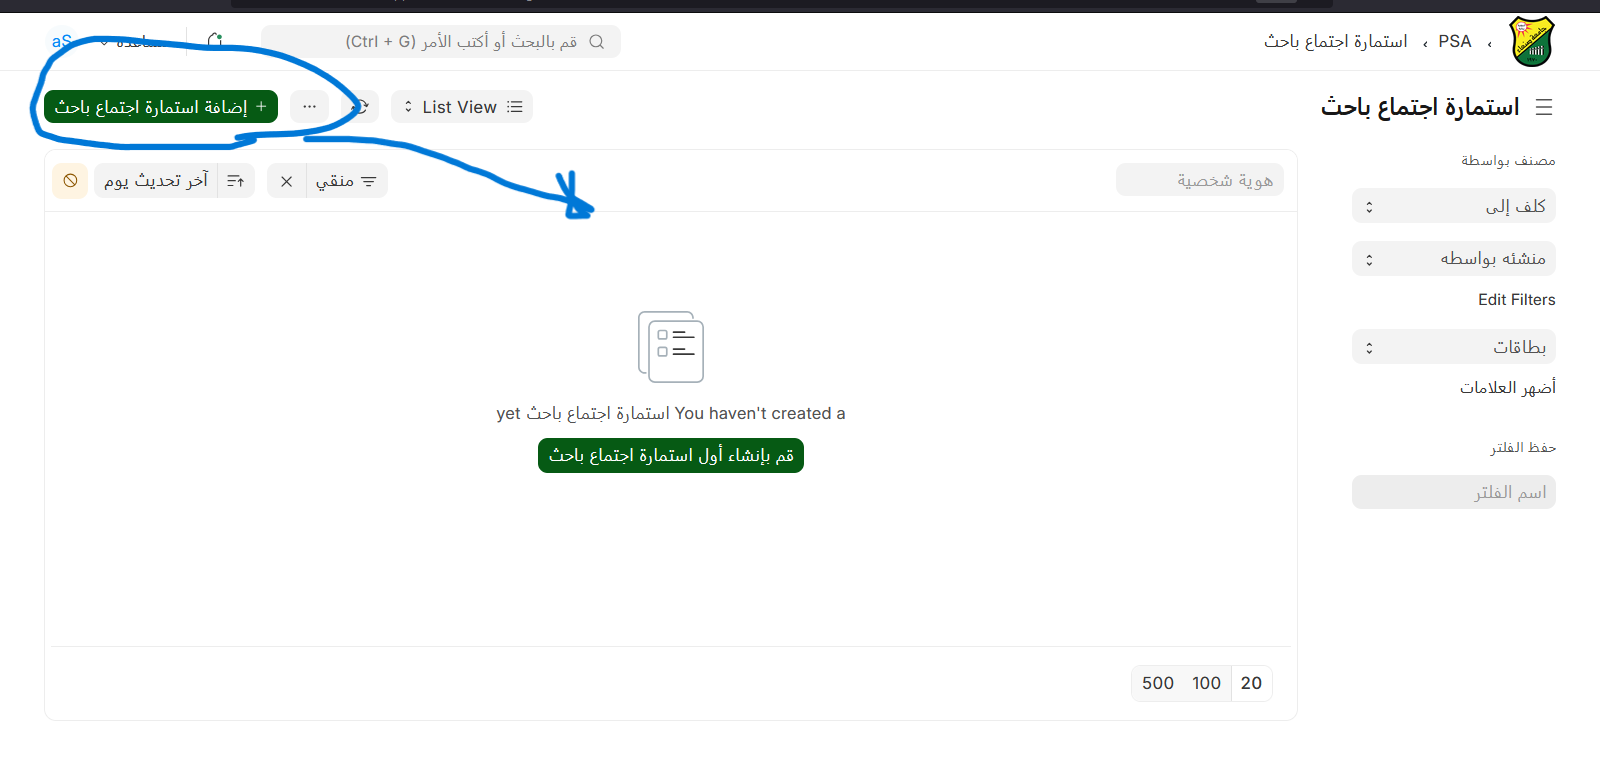 PSA › استمارة اجتماع باحث
قم بالبحث أو أكتب الأمر (Ctrl + G)
مساعدة
aS
استمارة اجتماع باحث
List View
···
+ إضافة استمارة اجتماع باحث
مصنف بواسطة
كلف إلى
منشئه بواسطه
Edit Filters
بطاقات
أضهر العلامات
حفظ الفلتر
اسم الفلتر
هوية شخصية
منقي
آخر تحديث يوم
You haven't created a استمارة اجتماع باحث yet
قم بإنشاء أول استمارة اجتماع باحث
20 100 500